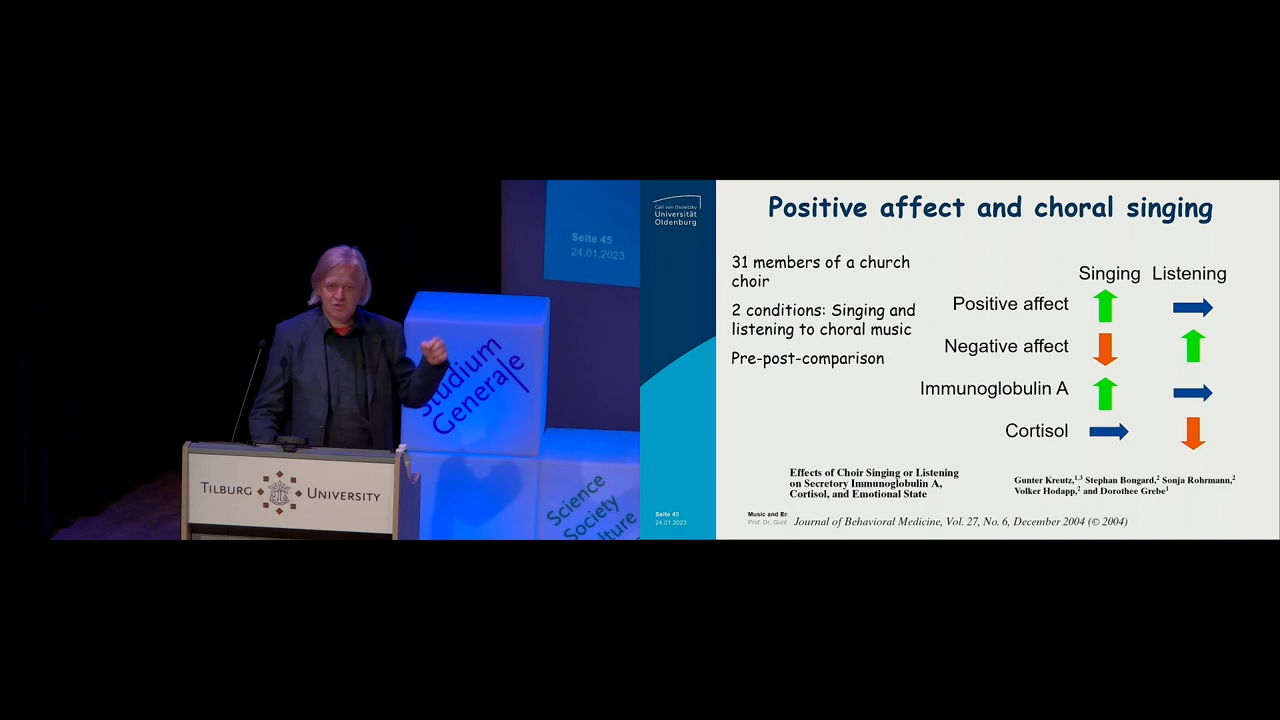 Seite 45
24.01.2023
Studium
Generale
TILBURG UNIVERSITY
Science
Society
Carl von Ossietzky
Universität
Oldenburg
Positive affect and choral singing
31 members of a church
choir
2 conditions: Singing and
listening to choral music
Pre-post-comparison
Singing Listening
Positive affect
Negative affect
Immunoglobulin A
Cortisol
Effects of Choir Singing or Listening
on Secretory Immunoglobulin A,
Cortisol, and Emotional State
Gunter Kreutz,1,3 Stephan Bongard,2 Sonja Rohrmann,2
Volker Hodapp,2 and Dorothee Grebe1
Seite 45
24.01.2023
Music and
Prof. Dr.
Journal of Behavioral Medicine, Vol. 27, No. 6, December 2004 (© 2004)